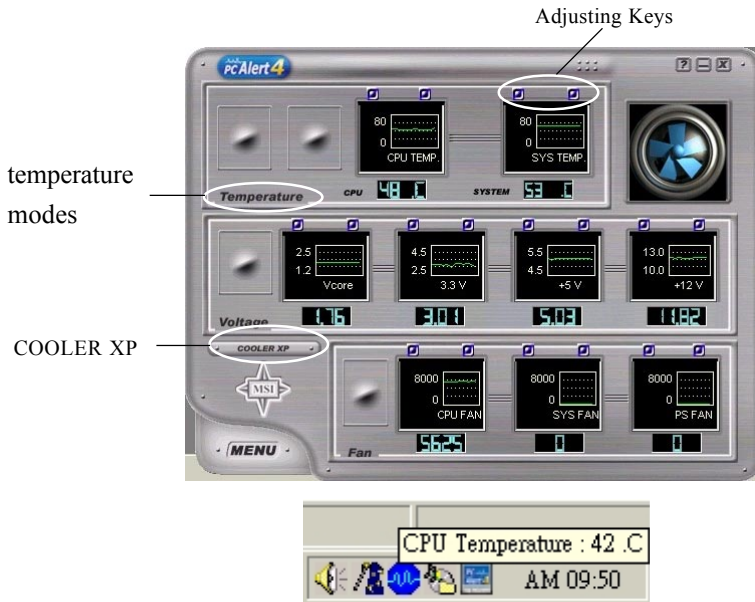 Adjusting Keys
PC Alert 4
? — X
80
0
CPU TEMP.
80
0
SYS TEMP.
temperature
modes
Temperature
CPU 48 .C
SYSTEM 53 .C
2.5
1.2
Vcore
4.5
2.5
3.3 V
5.5
4.5
+5 V
13.0
10.0
+12 V
Voltage
1.76
3.01
5.03
11.82
COOLER XP
COOLER XP
MSI
8000
0
CPU FAN
8000
0
SYS FAN
8000
0
PS FAN
MENU
Fan
5625
0
0
CPU Temperature : 42 .C
AM 09:50